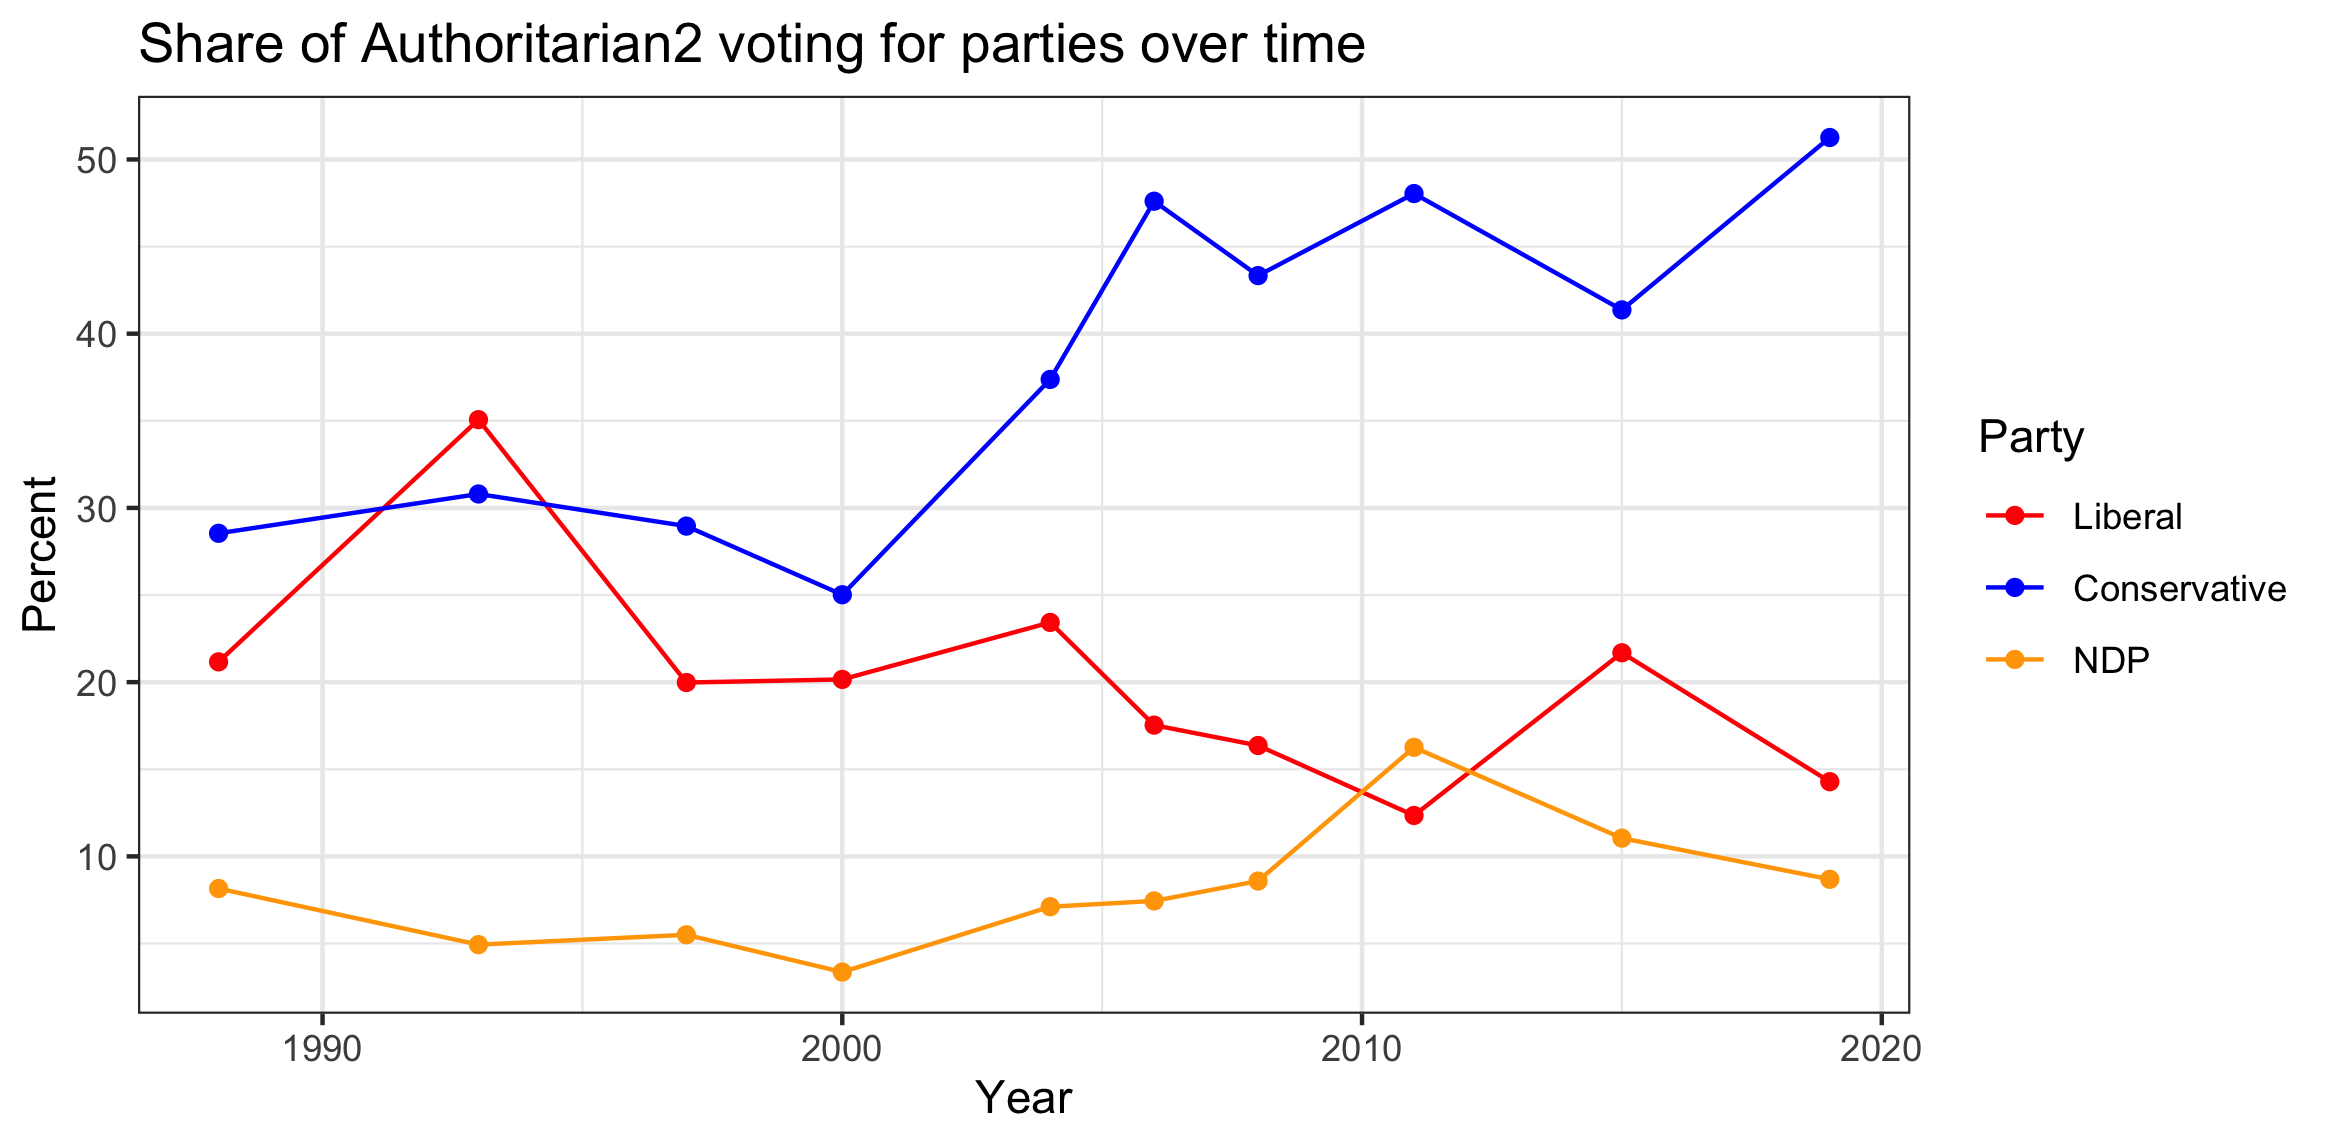 Share of Authoritarian2 voting for parties over time
Percent
50
40
30
20
10
1990 2000 2010 2020
Year
Party
Liberal
Conservative
NDP